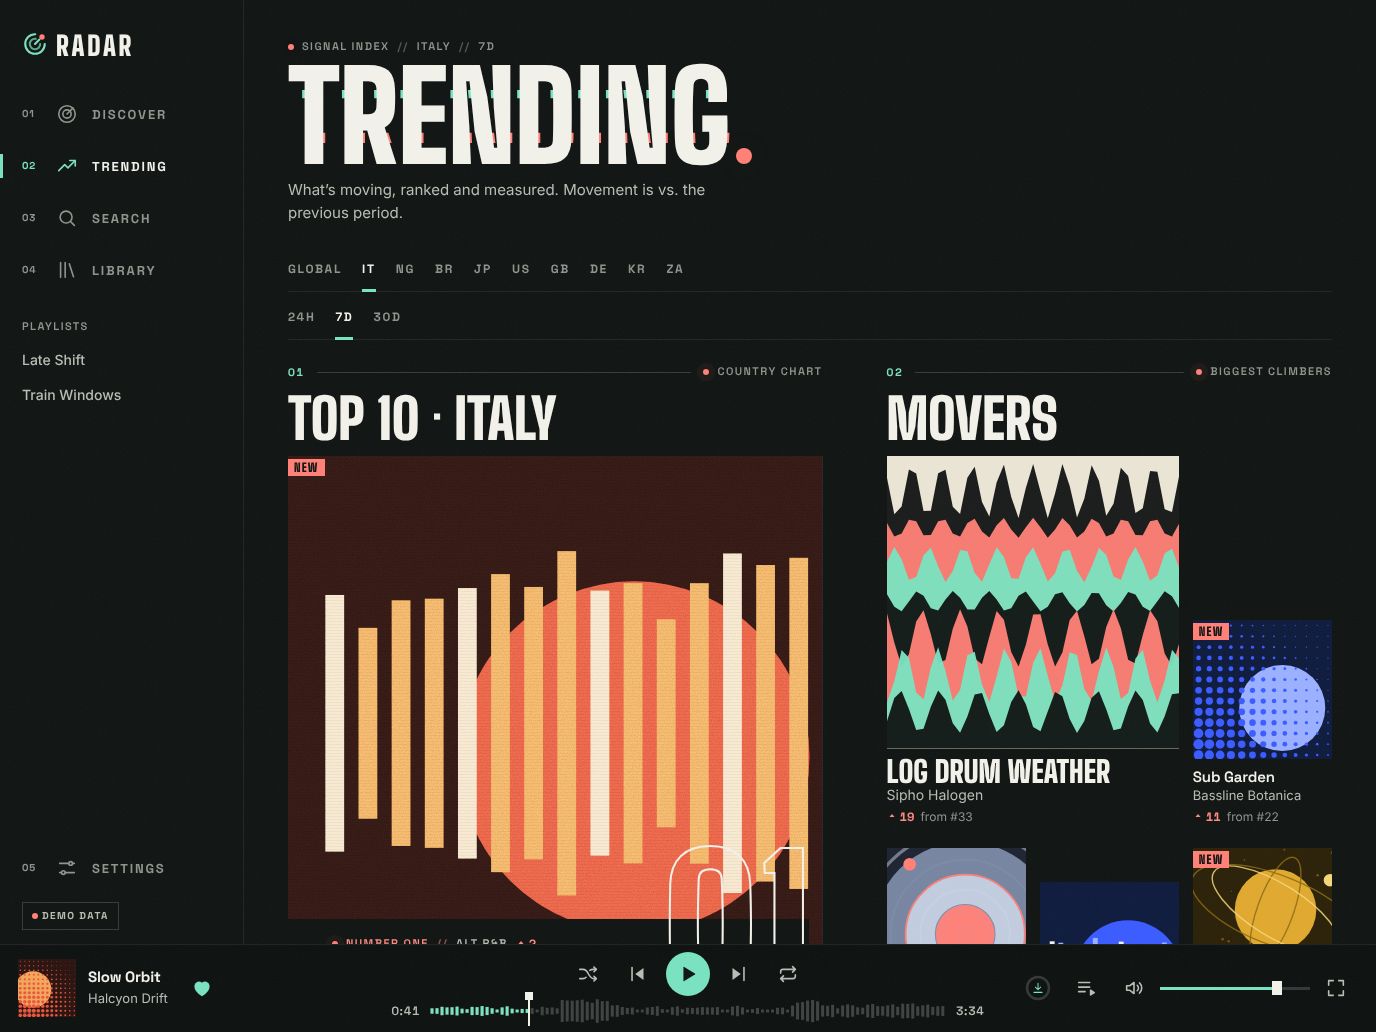 RADAR
01 DISCOVER
02 TRENDING
03 SEARCH
04 LIBRARY
PLAYLISTS
Late Shift
Train Windows
05 SETTINGS
DEMO DATA
SIGNAL INDEX // ITALY // 7D
TRENDING.
What's moving, ranked and measured. Movement is vs. the
previous period.
GLOBAL IT NG BR JP US GB DE KR ZA
24H 7D 30D
01 COUNTRY CHART
TOP 10 · ITALY
NEW
01
NUMBER ONE // ALT R&B 2
02 BIGGEST CLIMBERS
MOVERS
LOG DRUM WEATHER
Sipho Halogen
19 from #33
NEW
Sub Garden
Bassline Botanica
11 from #22
NEW
Slow Orbit
Halcyon Drift
0:41
3:34